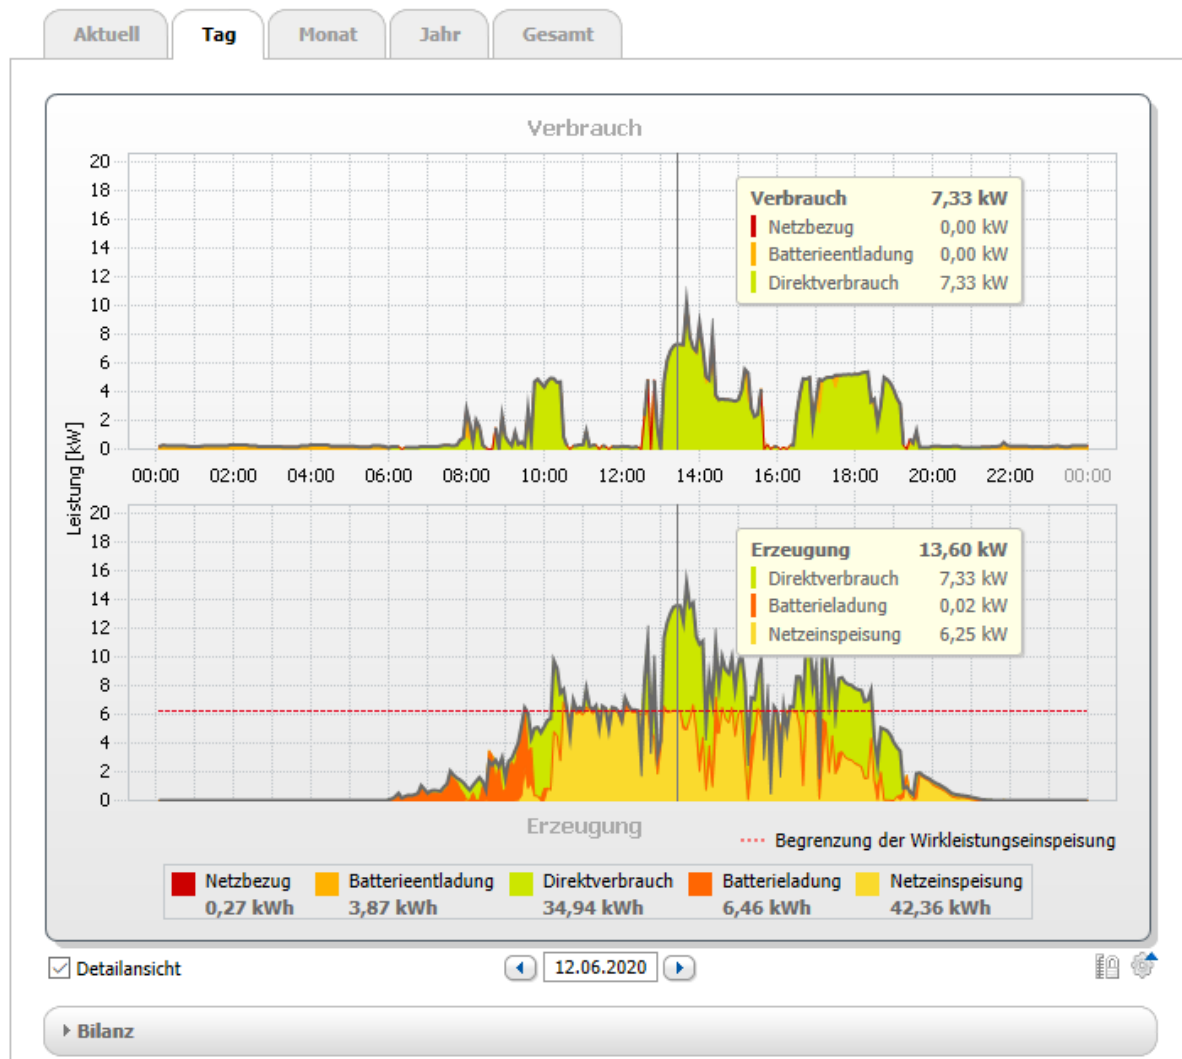 Aktuell Tag Monat Jahr Gesamt
Verbrauch
20
18
16
14
12
10
8
6
4
2
0
Verbrauch 7,33 kW
Netzbezug 0,00 kW
Batterieentladung 0,00 kW
Direktverbrauch 7,33 kW
00:00 02:00 04:00 06:00 08:00 10:00 12:00 14:00 16:00 18:00 20:00 22:00 00:00
Leistung [kW]
20
18
16
14
12
10
8
6
4
2
0
Erzeugung 13,60 kW
Direktverbrauch 7,33 kW
Batterieladung 0,02 kW
Netzeinspeisung 6,25 kW
Erzeugung
Begrenzung der Wirkleistungseinspeisung
Netzbezug Batterieentladung Direktverbrauch Batterieladung Netzeinspeisung
0,27 kWh 3,87 kWh 34,94 kWh 6,46 kWh 42,36 kWh
Detailansicht 12.06.2020
Bilanz